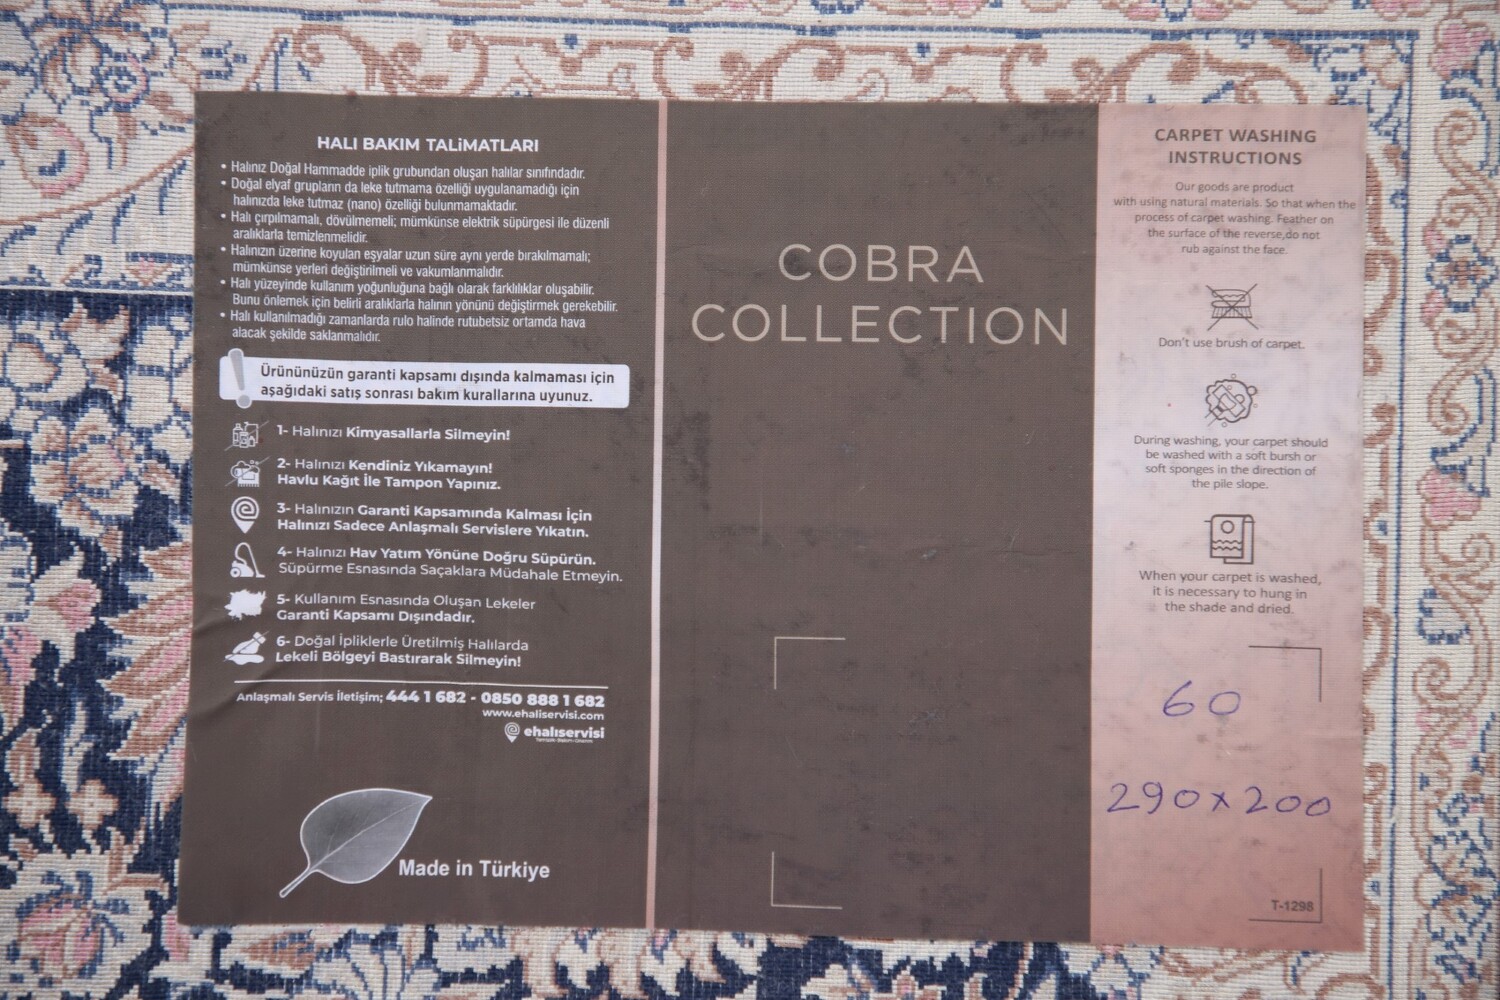 HALI BAKIM TALiMATLARI
• Halınız Doğal Hammadde iplik grubundan oluşan halılar sınıfındadır.
• Doğal elyaf grupların da leke tutmama özelliği uygulanamadığı için
halınızda leke tutmaz (nano) özelliği bulunmamaktadır.
• Halı çırpılmamalı, dövülmemeli; mümkünse elektrik süpürgesi ile düzenli
aralıklarla temizlenmelidir.
• Halınızın üzerine koyulan eşyalar uzun süre aynı yerde bırakılmamalı;
mümkünse yerleri değiştirilmeli ve vakumlanmalıdır.
• Halı yüzeyinde kullanım yoğunluğuna bağlı olarak farklılıklar oluşabilir.
Bunu önlemek için belirli aralıklarla halının yönünü değiştirmek gerekebilir.
• Halı kullanılmadığı zamanlarda rulo halinde rutubetsiz ortamda hava
alacak şekilde saklanmalıdır.
Ürününüzün garanti kapsamı dışında kalmaması için
aşağıdaki satış sonrası bakım kurallarına uyunuz.
1- Halınızı Kimyasallarla Silmeyin!
2- Halınızı Kendiniz Yıkamayın!
Havlu Kağıt İle Tampon Yapınız.
3- Halınızın Garanti Kapsamında Kalması İçin
Halınızı Sadece Anlaşmalı Servislere Yıkatın.
4- Halınızı Hav Yatım Yönüne Doğru Süpürün.
Süpürme Esnasında Saçaklara Müdahale Etmeyin.
5- Kullanım Esnasında Oluşan Lekeler
Garanti Kapsamı Dışındadır.
6- Doğal İpliklerle Üretilmiş Halılarda
Lekeli Bölgeyi Bastırarak Silmeyin!
Anlaşmalı Servis İletişim; 444 1 682 - 0850 888 1 682
www.ehaliservisi.com
ehalıservisi
Made in Türkiye
COBRA
COLLECTION
CARPET WASHING
INSTRUCTIONS
Our goods are product
with using natural materials. So that when the
process of carpet washing. Feather on
the surface of the reverse,do not
rub against the face.
Don't use brush of carpet.
During washing, your carpet should
be washed with a soft bursh or
soft sponges in the direction of
the pile slope.
When your carpet is washed,
it is necessary to hung in
the shade and dried.
60
290x200
T-1298